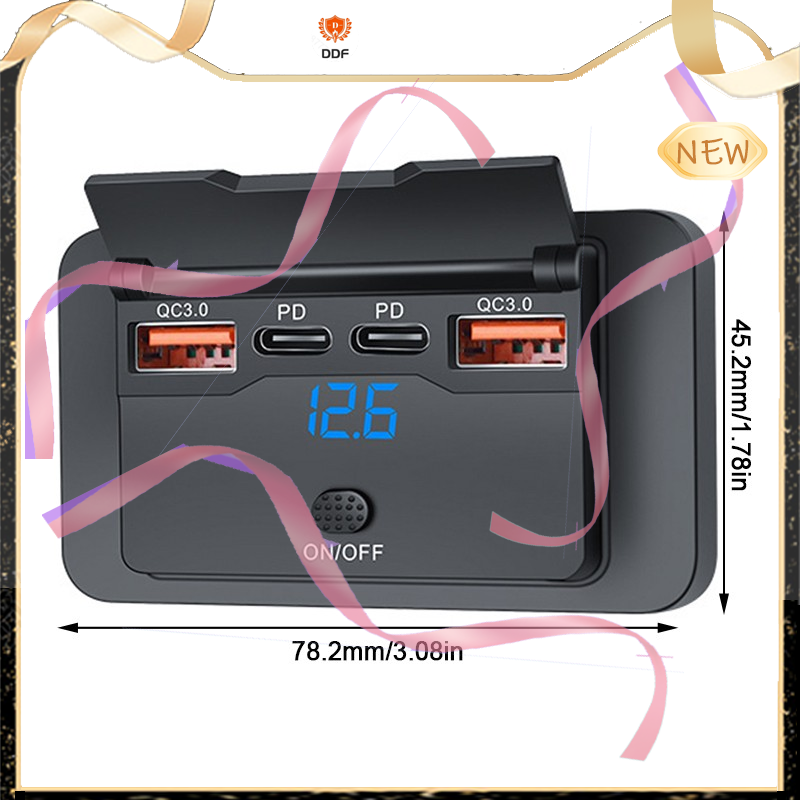 DDF
NEW
QC3.0
PD
PD
QC3.0
12.6
ON/OFF
45.2mm/1.78in
78.2mm/3.08in